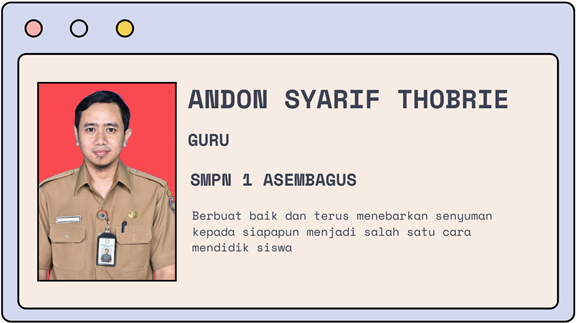 ANDON SYARIF THOBRIE
GURU
SMPN 1 ASEMBAGUS
Berbuat baik dan terus menebarkan senyuman
kepada siapapun menjadi salah satu cara
mendidik siswa